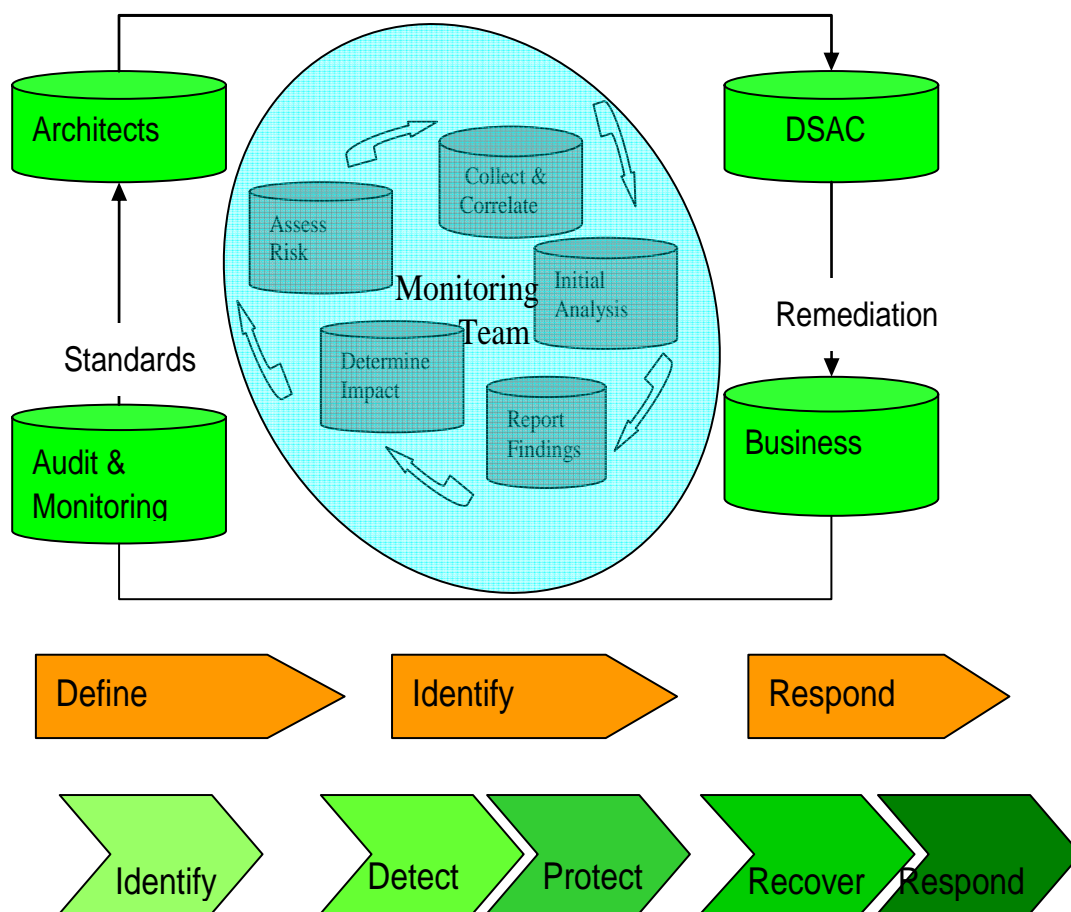 Architects
DSAC
Collect &
Correlate
Assess
Risk
Monitoring
Team
Initial
Analysis
Remediation
Standards
Determine
Impact
Report
Findings
Business
Audit &
Monitoring
Define
Identify
Respond
Identify
Detect
Protect
Recover
Respond